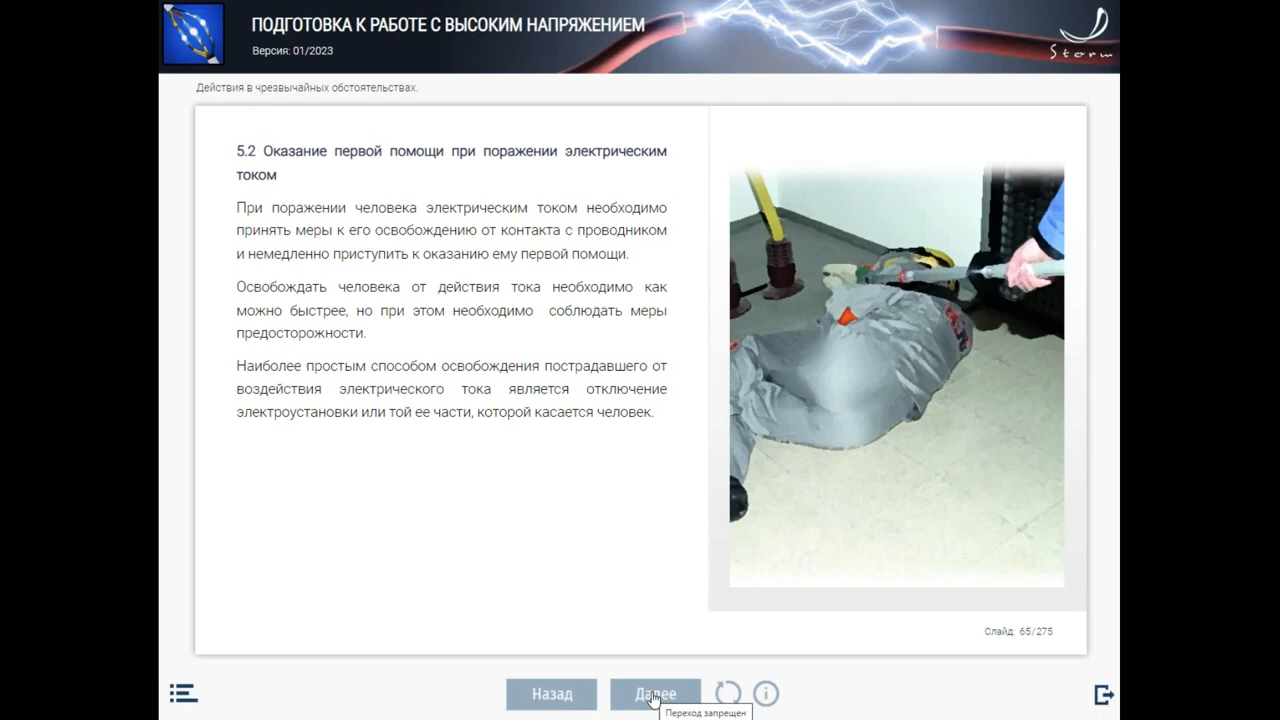 ПОДГОТОВКА К РАБОТЕ С ВЫСОКИМ НАПРЯЖЕНИЕМ
Версия: 01/2023
Storm
Действия в чрезвычайных обстоятельствах.
5.2 Оказание первой помощи при поражении электрическим
током
При поражении человека электрическим током необходимо
принять меры к его освобождению от контакта с проводником
и немедленно приступить к оказанию ему первой помощи.
Освобождать человека от действия тока необходимо как
можно быстрее, но при этом необходимо соблюдать меры
предосторожности.
Наиболее простым способом освобождения пострадавшего от
воздействия электрического тока является отключение
электроустановки или той ее части, которой касается человек.
Слайд: 65/275
Назад
Далее
Переход запрещен